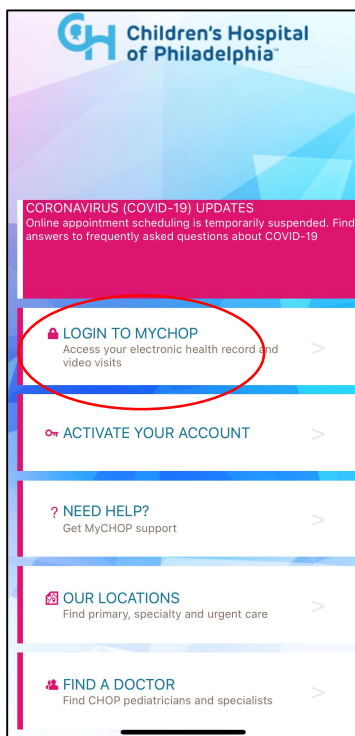 Children's Hospital
of Philadelphia℠
CORONAVIRUS (COVID-19) UPDATES
Online appointment scheduling is temporarily suspended. Find
answers to frequently asked questions about COVID-19
LOGIN TO MYCHOP
Access your electronic health record and
video visits
ACTIVATE YOUR ACCOUNT
NEED HELP?
Get MyCHOP support
OUR LOCATIONS
Find primary, specialty and urgent care
FIND A DOCTOR
Find CHOP pediatricians and specialists